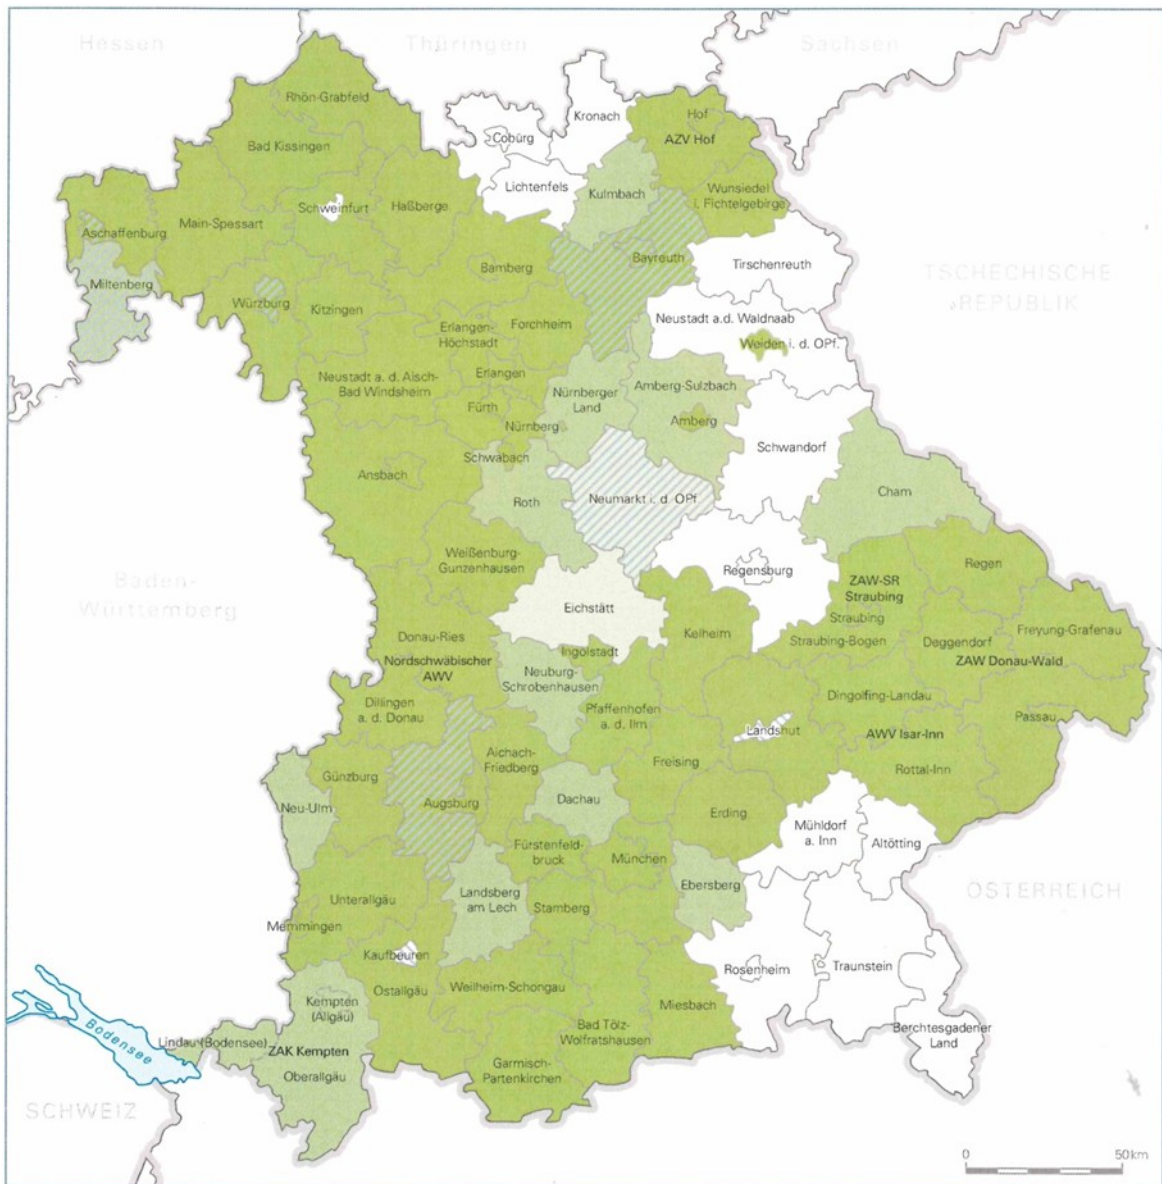 Hessen
Thüringen
Sachsen
Rhön-Grabfeld
Kronach
Hof
AZV Hof
Coburg
Bad Kissingen
Lichtenfels
Kulmbach
Wunsiedel
i. Fichtelgebirge
Schweinfurt
Haßberge
Main-Spessart
Aschaffenburg
Bamberg
Bayreuth
Tirschenreuth
TSCHECHISCHE
REPUBLIK
Miltenberg
Würzburg
Kitzingen
Erlangen-
Höchstadt
Forchheim
Neustadt a.d. Waldnaab
Weiden i. d. OPf.
Neustadt a. d. Aisch-
Bad Windsheim
Erlangen
Fürth
Nürnberg
Nürnberger
Land
Amberg-Sulzbach
Amberg
Schwandorf
Ansbach
Schwabach
Roth
Neumarkt i. d. OPf
Cham
Weißenburg-
Gunzenhausen
Regensburg
Regen
ZAW-SR
Straubing
Baden-
Württemberg
Eichstätt
Straubing
Straubing-Bogen
Deggendorf
Freyung-Grafenau
Donau-Ries
Nordschwäbischer
AWV
Ingolstadt
Kelheim
ZAW Donau-Wald
Neuburg-
Schrobenhausen
Dillingen
a. d. Donau
Pfaffenhofen
a. d. Ilm
Dingolfing-Landau
Passau
Landshut
AWV Isar-Inn
Rottal-Inn
Günzburg
Aichach-
Friedberg
Freising
Neu-Ulm
Augsburg
Dachau
Erding
Mühldorf
a. Inn
Altötting
Fürstenfeld-
bruck
München
Ebersberg
ÖSTERREICH
Unterallgäu
Landsberg
am Lech
Starnberg
Memmingen
Kaufbeuren
Rosenheim
Traunstein
Ostallgäu
Weilheim-Schongau
Miesbach
Kempten
(Allgäu)
Bad Tölz-
Wolfratshausen
Berchtesgadener
Land
Bodensee
Lindau (Bodensee)
ZAK Kempten
Oberallgäu
Garmisch-
Partenkirchen
SCHWEIZ
0
50 km